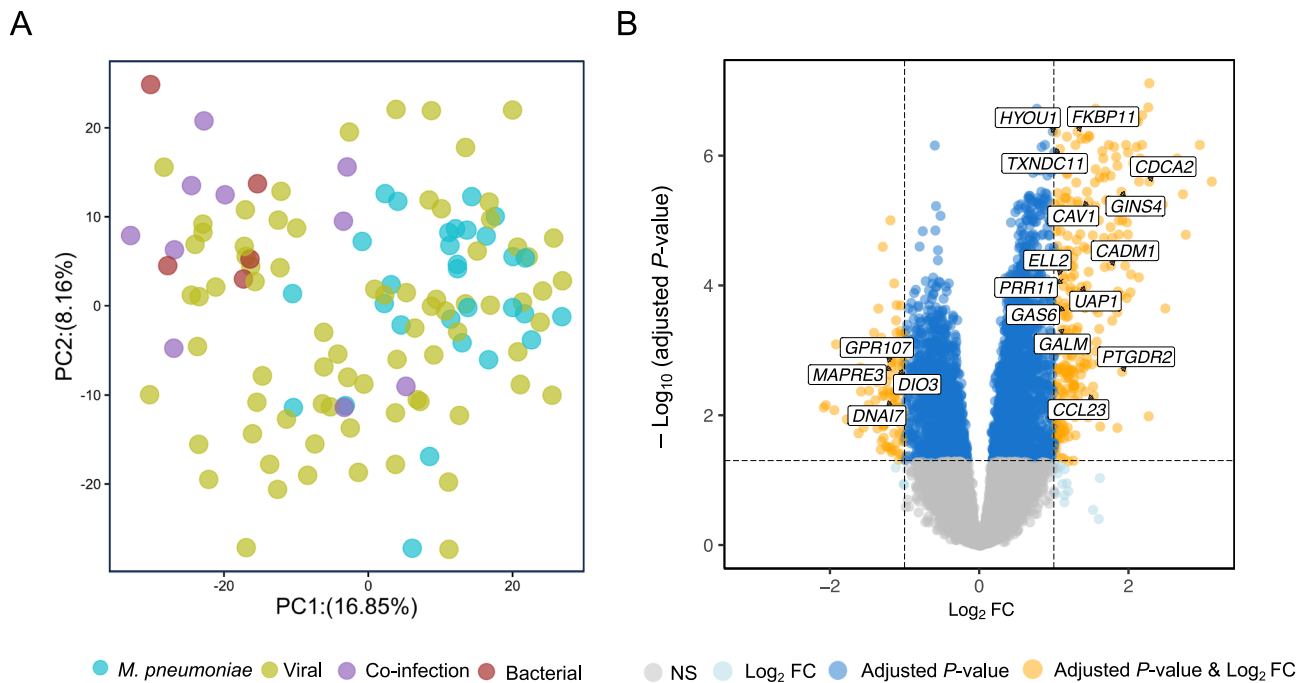 A
B
PC2:(8.16%)
20
10
0
-10
-20
-20
0
20
PC1:(16.85%)
M. pneumoniae
Viral
Co-infection
Bacterial
– Log10 (adjusted P-value)
6
4
2
0
HYOU1
FKBP11
TXNDC11
CDCA2
GINS4
CAV1
CADM1
ELL2
PRR11
UAP1
GAS6
GALM
PTGDR2
GPR107
MAPRE3
DIO3
CCL23
DNAI7
−2
0
2
Log2 FC
NS
Log2 FC
Adjusted P-value
Adjusted P-value & Log2 FC